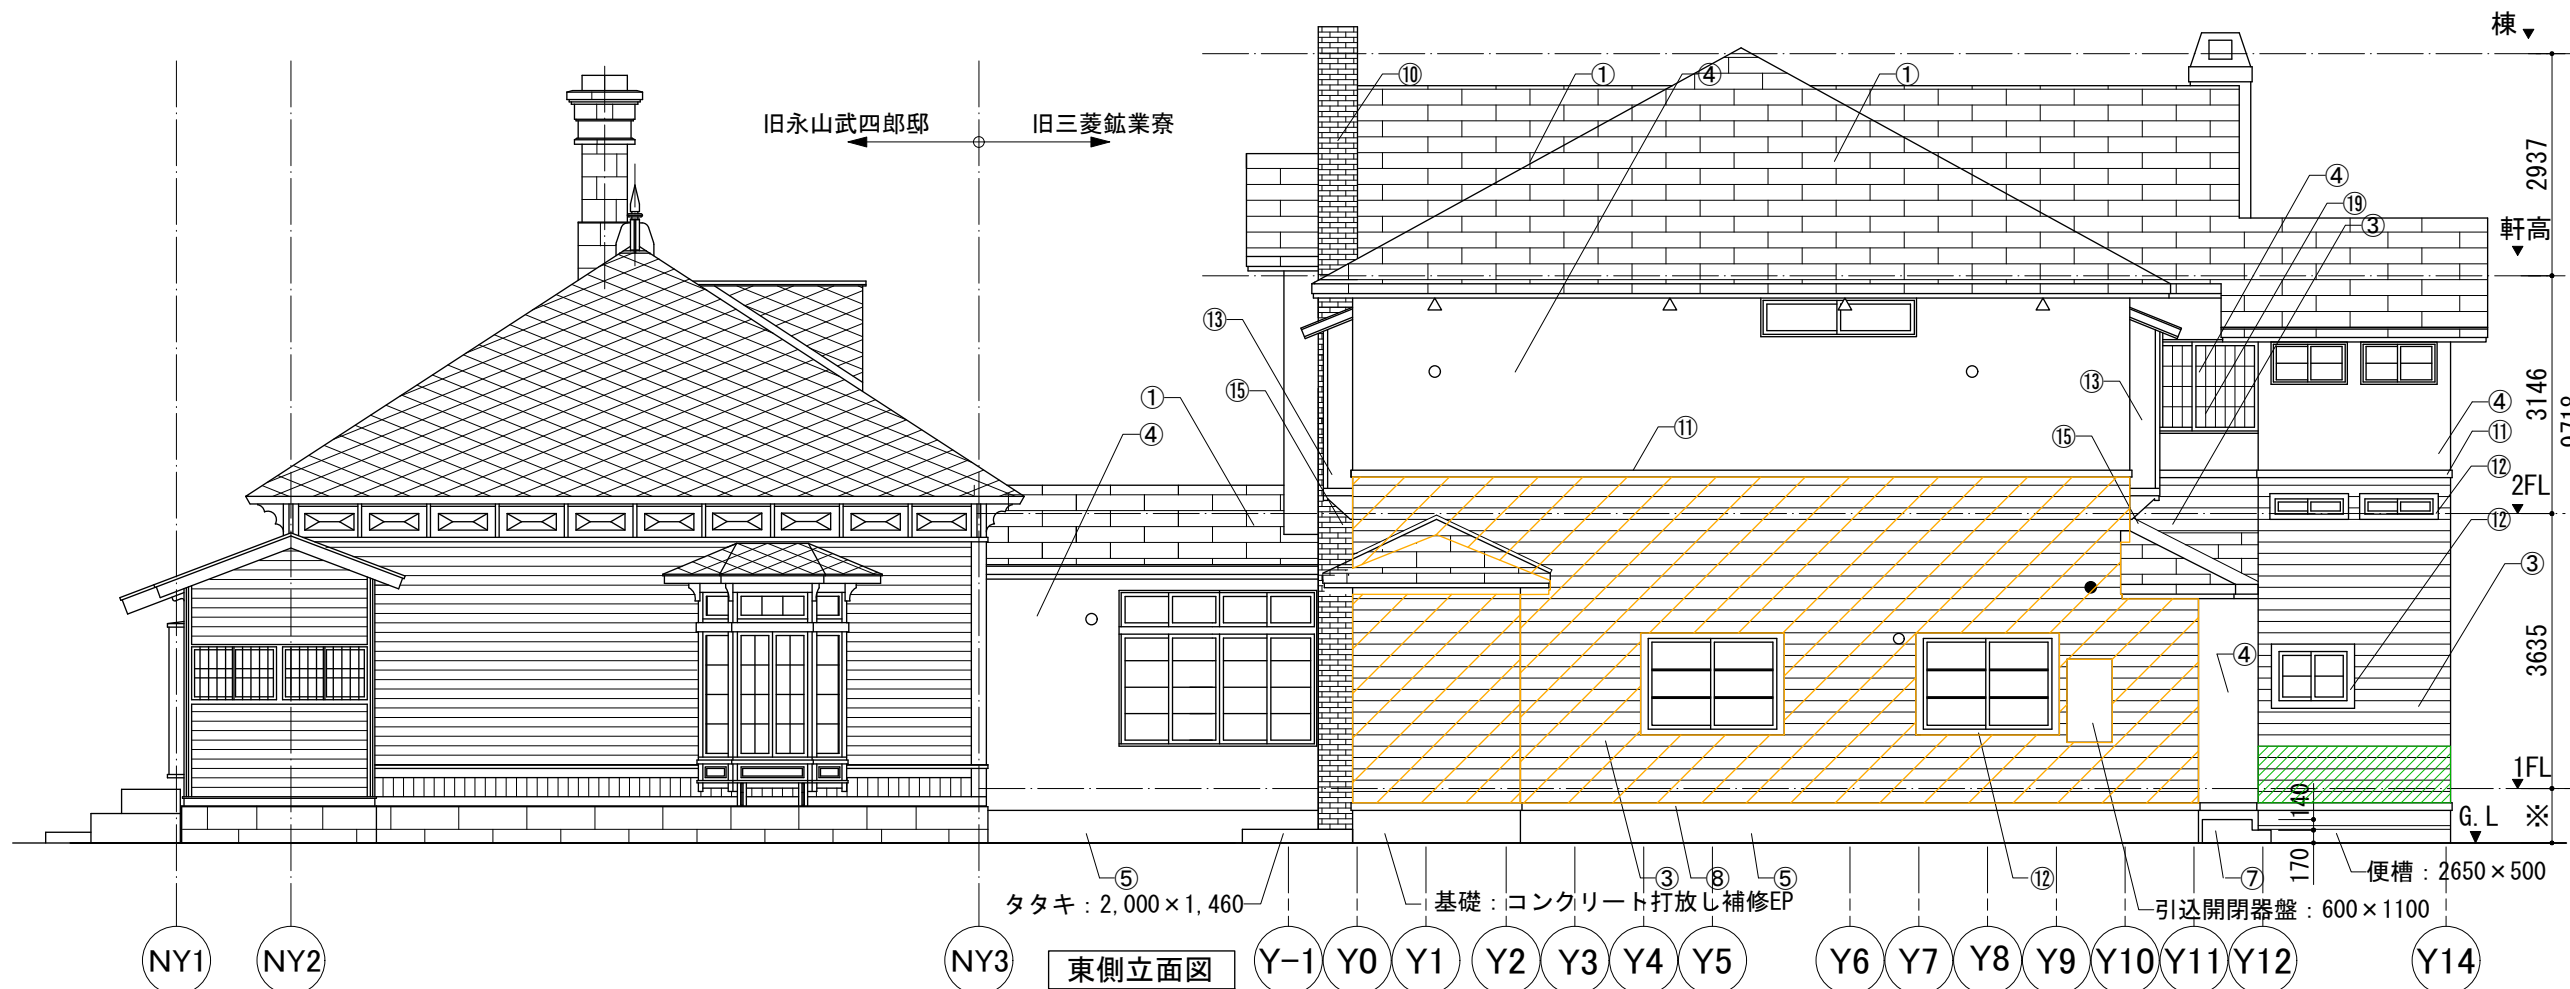 棟
⑩
①
④
①
旧永山武四郎邸
旧三菱鉱業寮
2937
④
⑲
③
軒高
⑬
⑮
①
④
⑬
3146
9718
④
⑪
⑪
⑮
⑫
2FL
⑫
③
④
3635
1FL
140
G.L ※
170
⑤
③
⑧
⑤
⑫
⑦
便槽：2650×500
タタキ：2,000×1,460
基礎：コンクリート打放し補修EP
引込開閉器盤：600×1100
NY1
NY2
NY3
東側立面図
Y-1
Y0
Y1
Y2
Y3
Y4
Y5
Y6
Y7
Y8
Y9
Y10
Y11
Y12
Y14